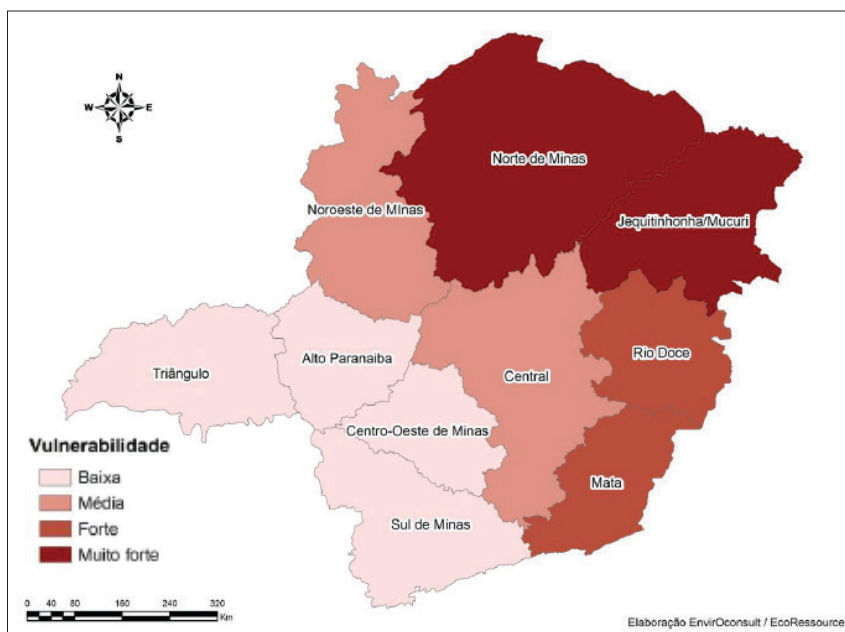 N
W E
S
Norte de Minas
Jequitinhonha/Mucuri
Noroeste de MInas
Rio Doce
Alto Paranaiba
Triângulo
Central
Centro-Oeste de Minas
Mata
Sul de Minas
Vulnerabilidade
Baixa
Média
Forte
Muito forte
0 40 80 160 240 320
Km
Elaboração EnvirOconsult / EcoRessource